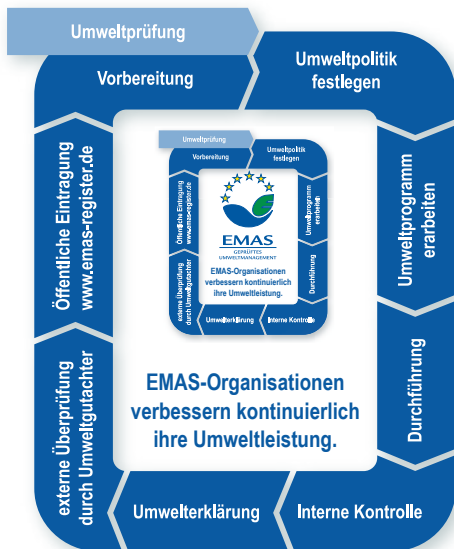 Umweltprüfung
Vorbereitung
Umweltpolitik
festlegen
Umweltprogramm
erarbeiten
Durchführung
Interne Kontrolle
Umwelterklärung
externe Überprüfung
durch Umweltgutachter
Öffentliche Eintragung
www.emas-register.de
Umweltprüfung
Vorbereitung
Umweltpolitik
festlegen
Umweltprogramm
erarbeiten
Durchführung
Interne Kontrolle
Umwelterklärung
externe Überprüfung
durch Umweltgutachter
Öffentliche Eintragung
www.emas-register.de
EMAS
GEPRÜFTES
UMWELTMANAGEMENT
EMAS-Organisationen
verbessern kontinuierlich
ihre Umweltleistung.
EMAS-Organisationen
verbessern kontinuierlich
ihre Umweltleistung.